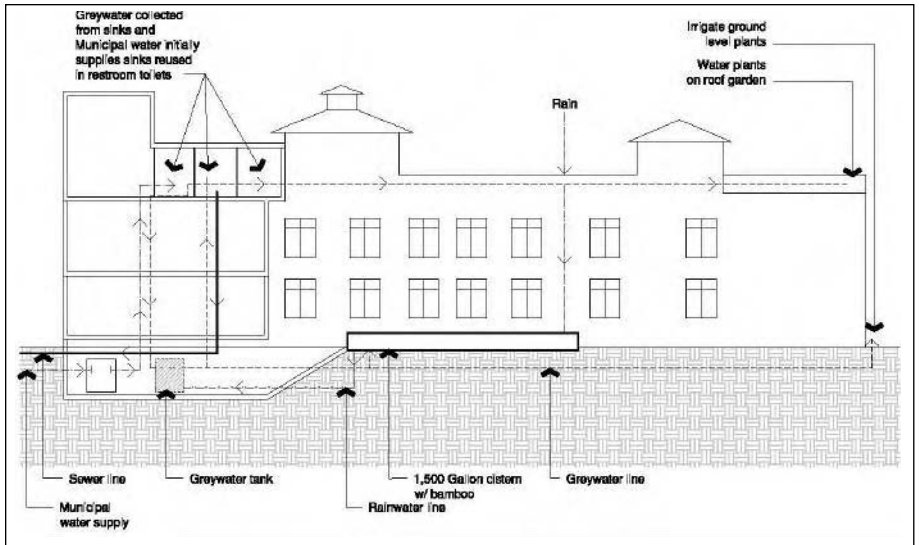 Greywater collected
from sinks and
Municipal water initially
supplies sinks reused
in restroom toilets
Rain
Irrigate ground
level plants
Water plants
on roof garden
Sewer line
Municipal
water supply
Greywater tank
Rainwater line
1,500 Gallon cistern
w/ bamboo
Greywater line